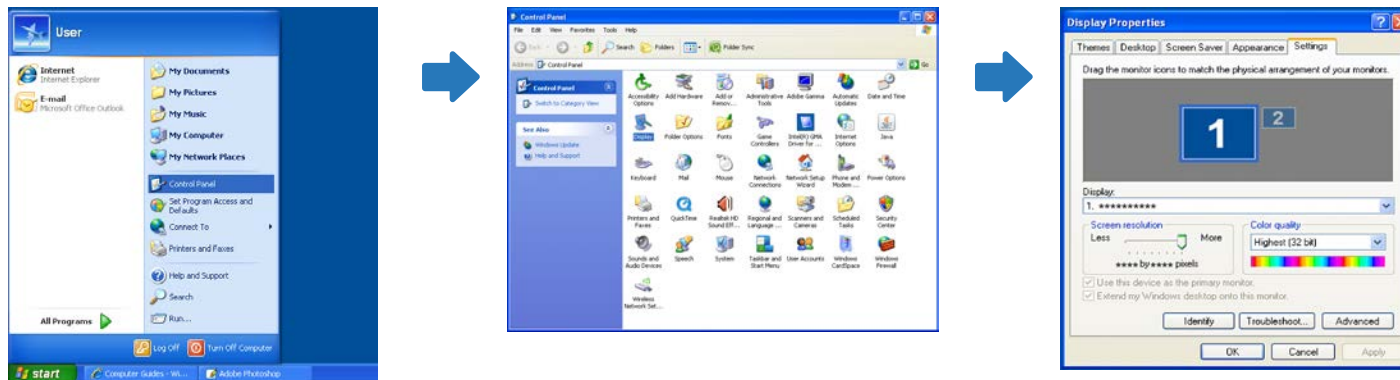 User
Internet
Internet Explorer
E-mail
Microsoft Office Outlook
My Documents
My Pictures
My Music
My Computer
My Network Places
Control Panel
Set Program Access and
Defaults
Connect To
Printers and Faxes
Help and Support
Search
Run...
All Programs
Log Off
Turn Off Computer
start
Computer Guides - Wi...
Adobe Photoshop
Control Panel
File Edit View Favorites Tools Help
Back
Search Folders Folder Sync
Address Control Panel Go
Control Panel
Switch to Category View
See Also
Windows Update
Help and Support
Accessibility Add Hardware Add or Administrative Adobe Gamma Automatic Date and Time
Options Remov... Tools Updates
Display Folder Options Fonts Game Intel(R) GMA Internet Java
Controllers Driver for ... Options
Keyboard Mail Mouse Network Network Setup Phone and Power Options
Connections Wizard Modem ...
Printers and QuickTime Realtek HD Regional and Scanners and Scheduled Security
Faxes Sound Eff... Language ... Cameras Tasks Center
Sounds and Speech System Taskbar and User Accounts Windows Windows
Audio Devices Start Menu CardSpace Firewall
Wireless
Network Set...
Display Properties
Themes Desktop Screen Saver Appearance Settings
Drag the monitor icons to match the physical arrangement of your monitors.
1 2
Display:
1. **********
Screen resolution
Less More
**** by **** pixels
Color quality
Highest (32 bit)
Use this device as the primary monitor.
Extend my Windows desktop onto this monitor.
Identify Troubleshoot... Advanced
OK Cancel Apply